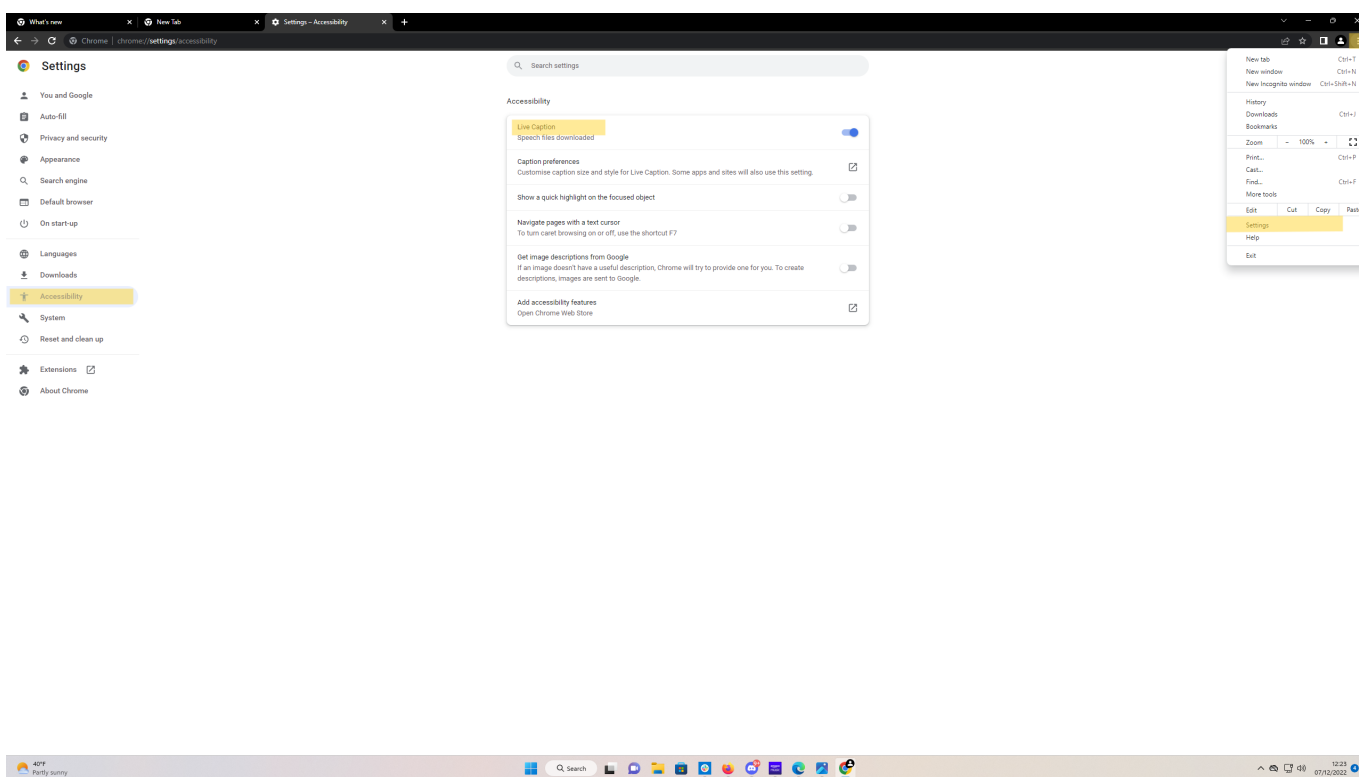 What's new
New Tab
Settings – Accessibility
Chrome | chrome://settings/accessibility
Settings
Search settings
You and Google
Auto-fill
Privacy and security
Appearance
Search engine
Default browser
On start-up
Languages
Downloads
Accessibility
System
Reset and clean up
Extensions
About Chrome
Accessibility
Live Caption
Speech files downloaded
Caption preferences
Customise caption size and style for Live Caption. Some apps and sites will also use this setting.
Show a quick highlight on the focused object
Navigate pages with a text cursor
To turn caret browsing on or off, use the shortcut F7
Get image descriptions from Google
If an image doesn't have a useful description, Chrome will try to provide one for you. To create
descriptions, images are sent to Google.
Add accessibility features
Open Chrome Web Store
New tab Ctrl+T
New window Ctrl+N
New Incognito window Ctrl+Shift+N
History
Downloads Ctrl+J
Bookmarks
Zoom – 100% +
Print... Ctrl+P
Cast...
Find... Ctrl+F
More tools
Edit Cut Copy Past
Settings
Help
Exit
40°F
Partly sunny
Search
12:23
07/12/2022